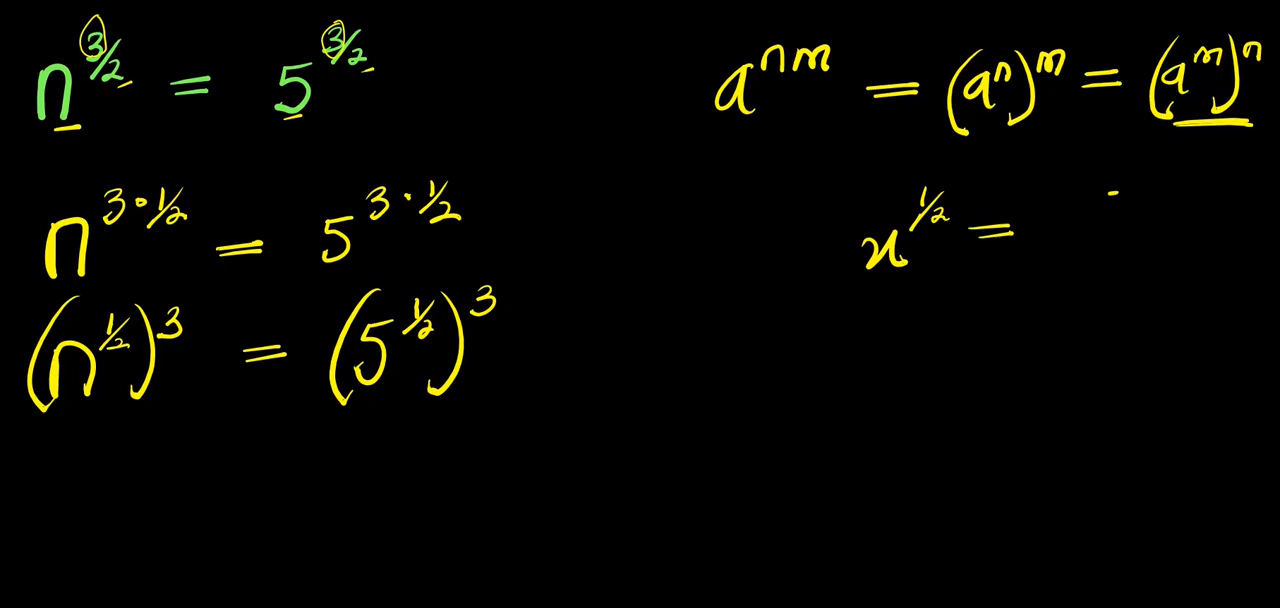 n^{3/2} = 5^{3/2}
n^{3·1/2} = 5^{3·1/2}
(n^{1/2})^3 = (5^{1/2})^3
a^{nm} = (a^n)^m = (a^m)^n
x^{1/2} =